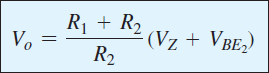 V_o = \frac{R_1 + R_2}{R_2} (V_Z + V_{BE_2})